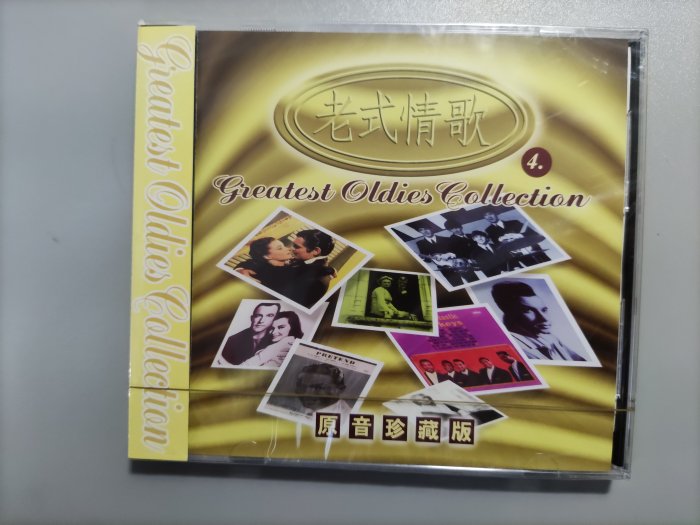 Greatest Oldies Collection
老式情歌
4.
Greatest Oldies Collection
PRETEND
原音珍藏版